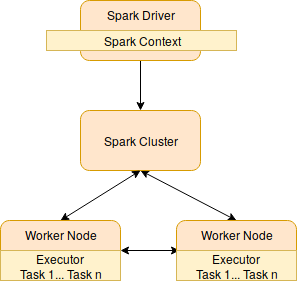 Spark Driver
Spark Context
Spark Cluster
Worker Node
Executor
Task 1... Task n
Worker Node
Executor
Task 1... Task n